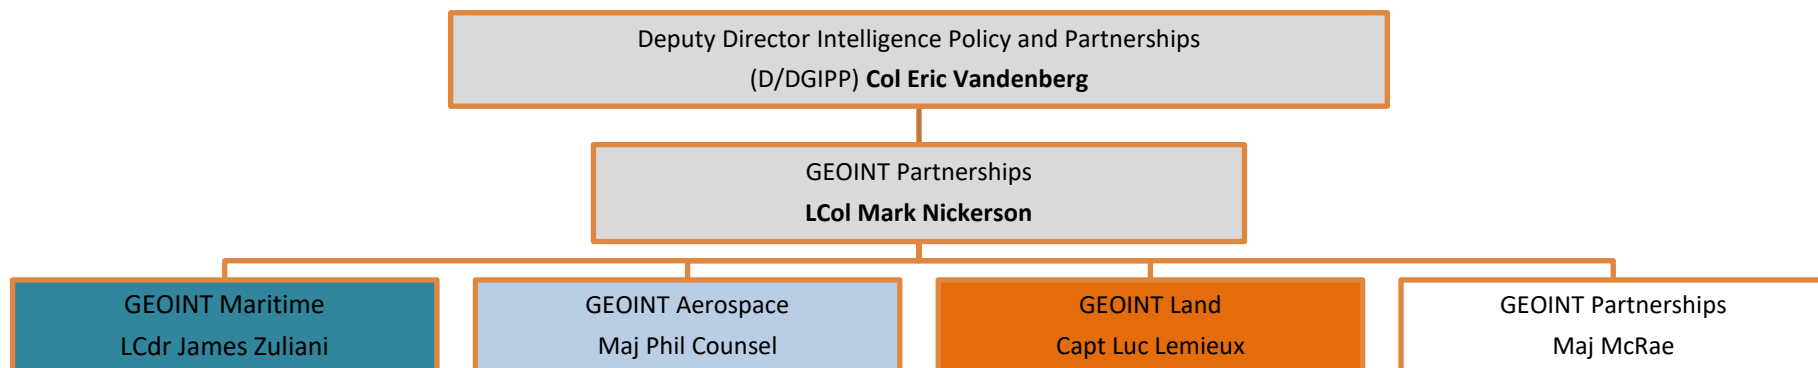 Deputy Director Intelligence Policy and Partnerships
(D/DGIPP) Col Eric Vandenberg
GEOINT Partnerships
LCol Mark Nickerson
GEOINT Maritime
LCdr James Zuliani
GEOINT Aerospace
Maj Phil Counsel
GEOINT Land
Capt Luc Lemieux
GEOINT Partnerships
Maj McRae